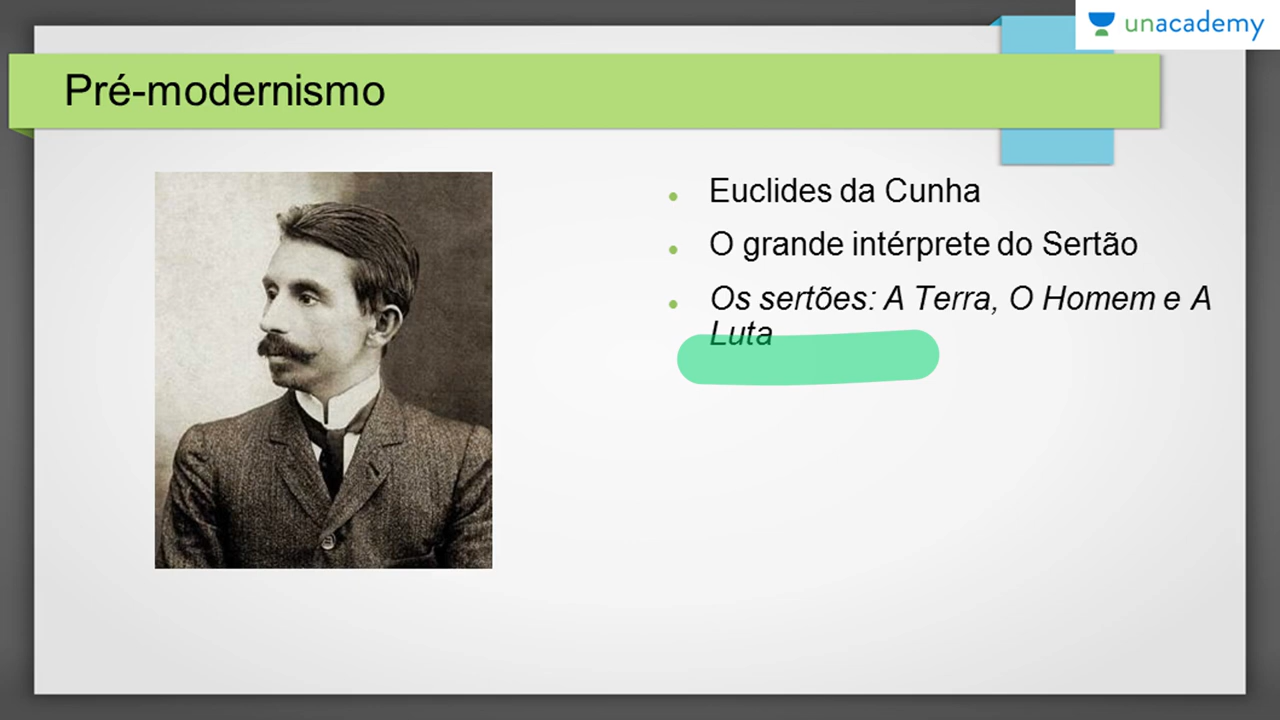 unacademy
Pré-modernismo
Euclides da Cunha
O grande intérprete do Sertão
Os sertões: A Terra, O Homem e A
Luta